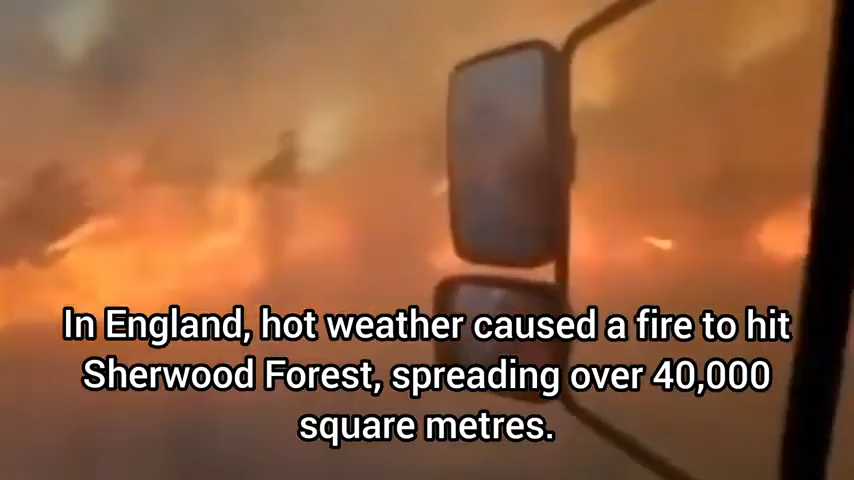 In England, hot weather caused a fire to hit
Sherwood Forest, spreading over 40,000
square metres.